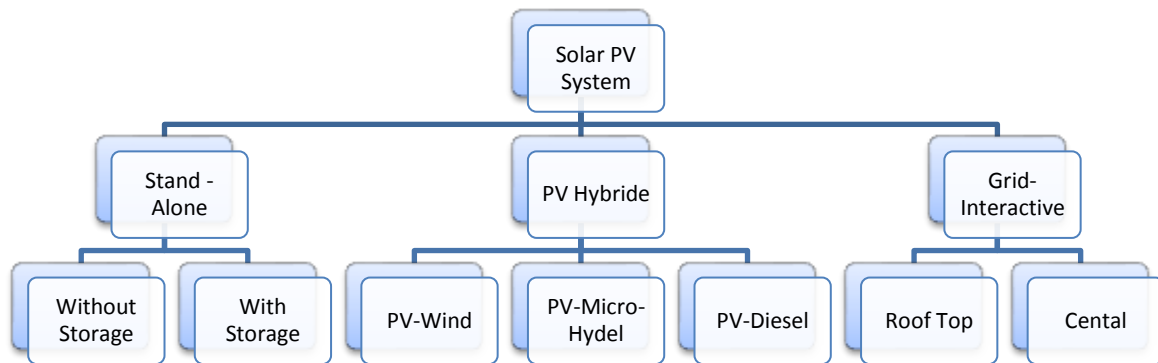 Solar PV
System
Stand -
Alone
PV Hybride
Grid-
Interactive
Without
Storage
With
Storage
PV-Wind
PV-Micro-
Hydel
PV-Diesel
Roof Top
Cental